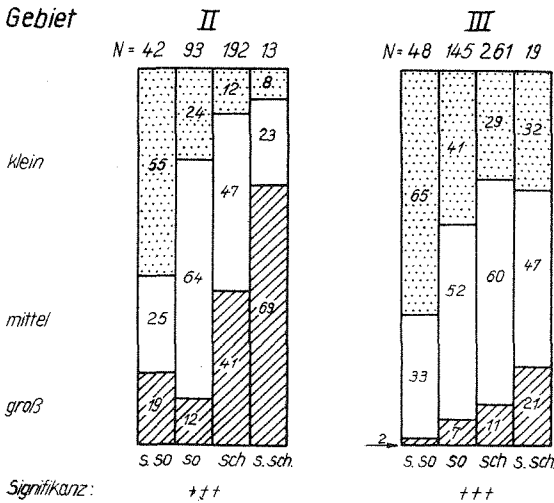 Gebiet II III
N = 42 93 192 13 N = 48 145 261 19
klein 55 24 12 8 65 41 29 32
mittel 25 64 47 23 33 52 60 47
groß 19 12 41 69 2 7 11 21
s. so so sch s. sch. s. so so sch s. sch.
Signifikanz: +++ +++